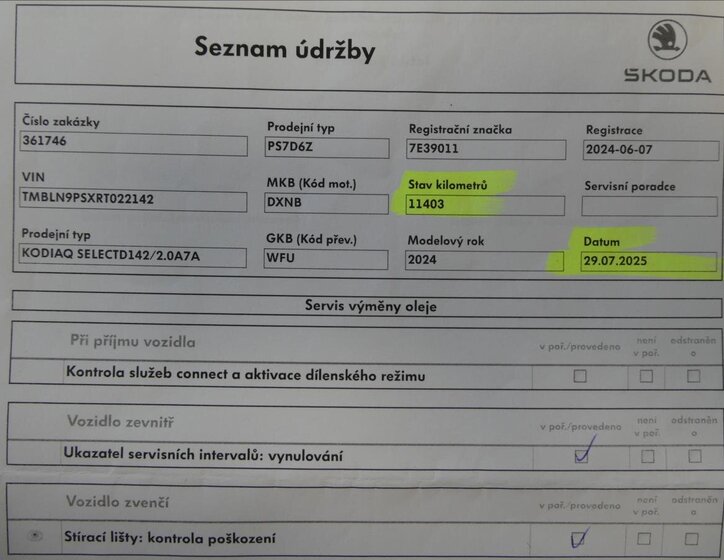 Seznam údržby
ŠKODA
Číslo zakázky Prodejní typ Registrační značka Registrace
361746 PS7D6Z 7E39011 2024-06-07
VIN MKB (Kód mot.) Stav kilometrů Servisní poradce
TMBLN9PSXRT022142 DXNB 11403
Prodejní typ GKB (Kód přev.) Modelový rok Datum
KODIAQ SELECTD142/2.0A7A WFU 2024 29.07.2025
Servis výměny oleje
Při příjmu vozidla v poř./provedeno není v poř. odstraněno
Kontrola služeb connect a aktivace dílenského režimu
Vozidlo zevnitř v poř./provedeno není v poř. odstraněno
Ukazatel servisních intervalů: vynulování
Vozidlo zvenčí v poř./provedeno není v poř. odstraněno
Stírací lišty: kontrola poškození